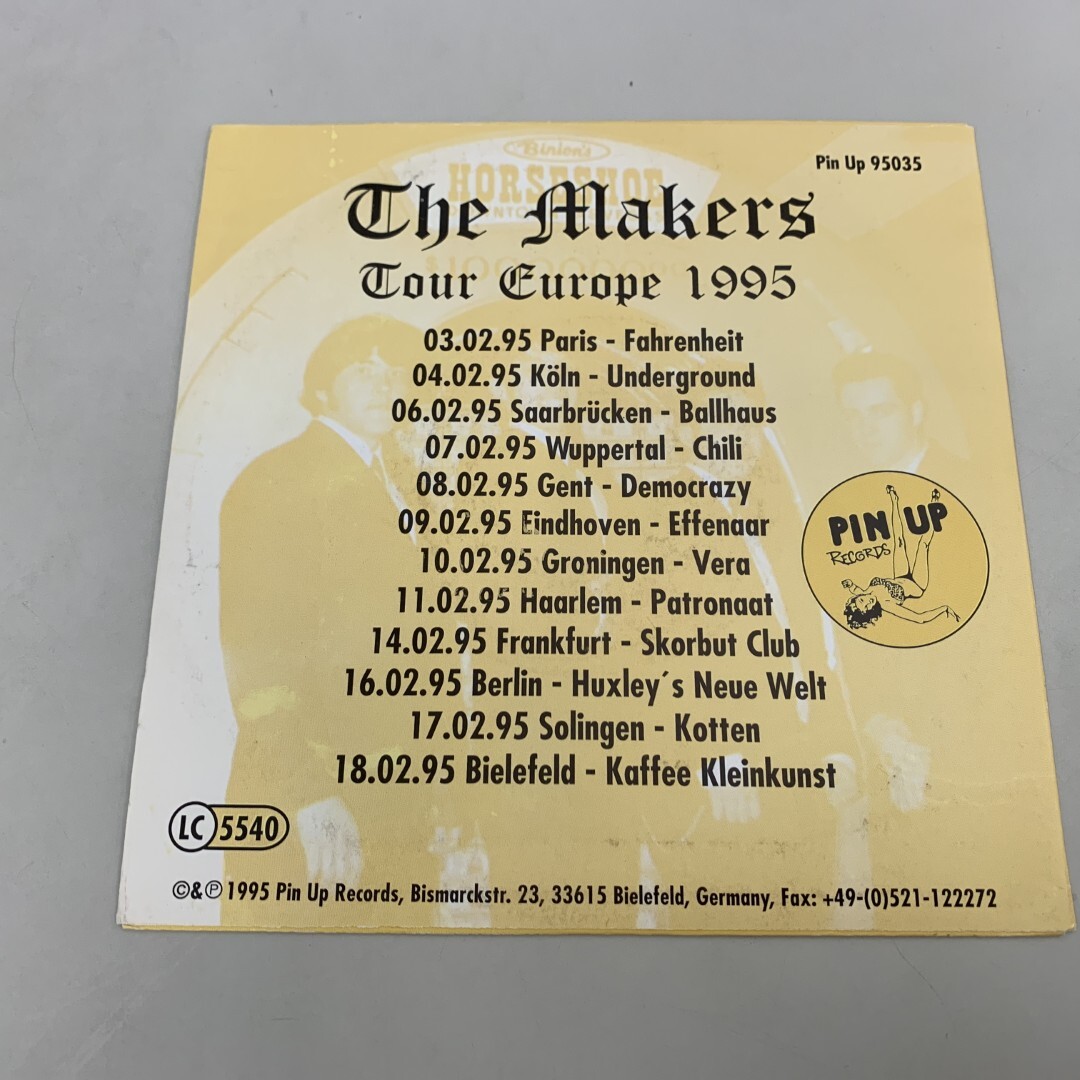 Pin Up 95035
Binion's
HORSESHOE
The Makers
Tour Europe 1995
03.02.95 Paris - Fahrenheit
04.02.95 Köln - Underground
06.02.95 Saarbrücken - Ballhaus
07.02.95 Wuppertal - Chili
08.02.95 Gent - Democrazy
09.02.95 Eindhoven - Effenaar
10.02.95 Groningen - Vera
11.02.95 Haarlem - Patronaat
14.02.95 Frankfurt - Skorbut Club
16.02.95 Berlin - Huxley´s Neue Welt
17.02.95 Solingen - Kotten
18.02.95 Bielefeld - Kaffee Kleinkunst
PIN UP
RECORDS
LC 5540
©&℗ 1995 Pin Up Records, Bismarckstr. 23, 33615 Bielefeld, Germany, Fax: +49-(0)521-122272